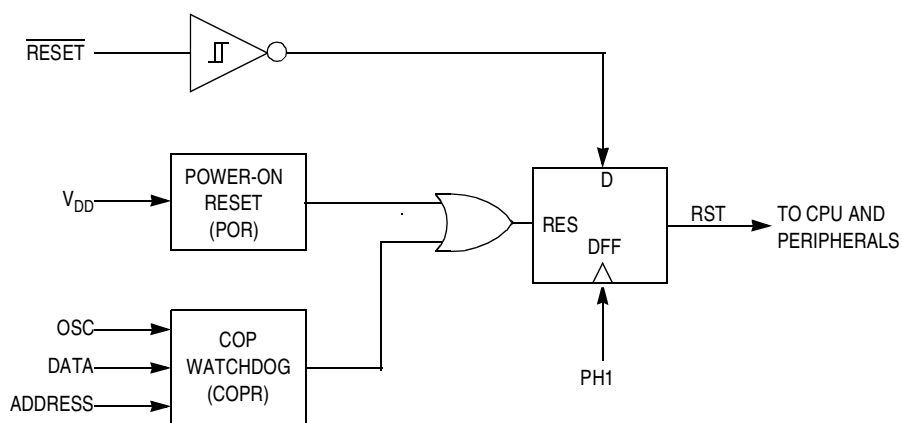 RESET
POWER-ON
RESET
(POR)
VDD
D
RES
DFF
RST
TO CPU AND
PERIPHERALS
OSC
DATA
ADDRESS
COP
WATCHDOG
(COPR)
PH1